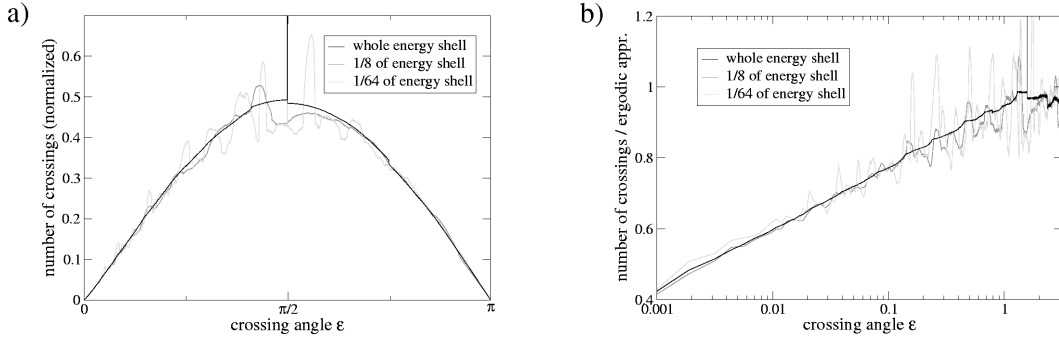 a)
number of crossings (normalized)
0.6
0.5
0.4
0.3
0.2
0.1
0
0
π/2
π
crossing angle ε
whole energy shell
1/8 of energy shell
1/64 of energy shell
b)
number of crossings / ergodic appr.
1.2
1
0.8
0.6
0.4
0.001
0.01
0.1
1
crossing angle ε
whole energy shell
1/8 of energy shell
1/64 of energy shell